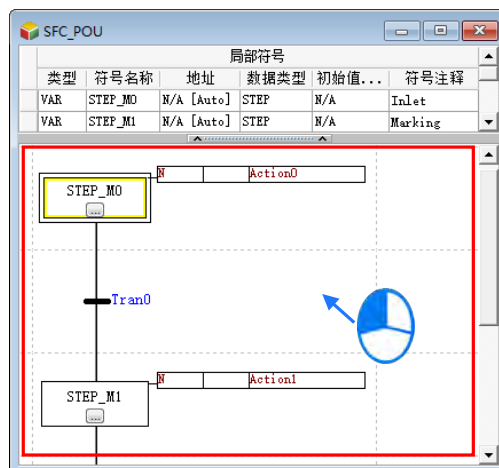 SFC_POU
局部符号
类型 符号名称 地址 数据类型 初始值... 符号注释
VAR STEP_M0 N/A [Auto] STEP N/A Inlet
VAR STEP_M1 N/A [Auto] STEP N/A Marking
N Action0
STEP_M0
...
Tran0
N Action1
STEP_M1
...